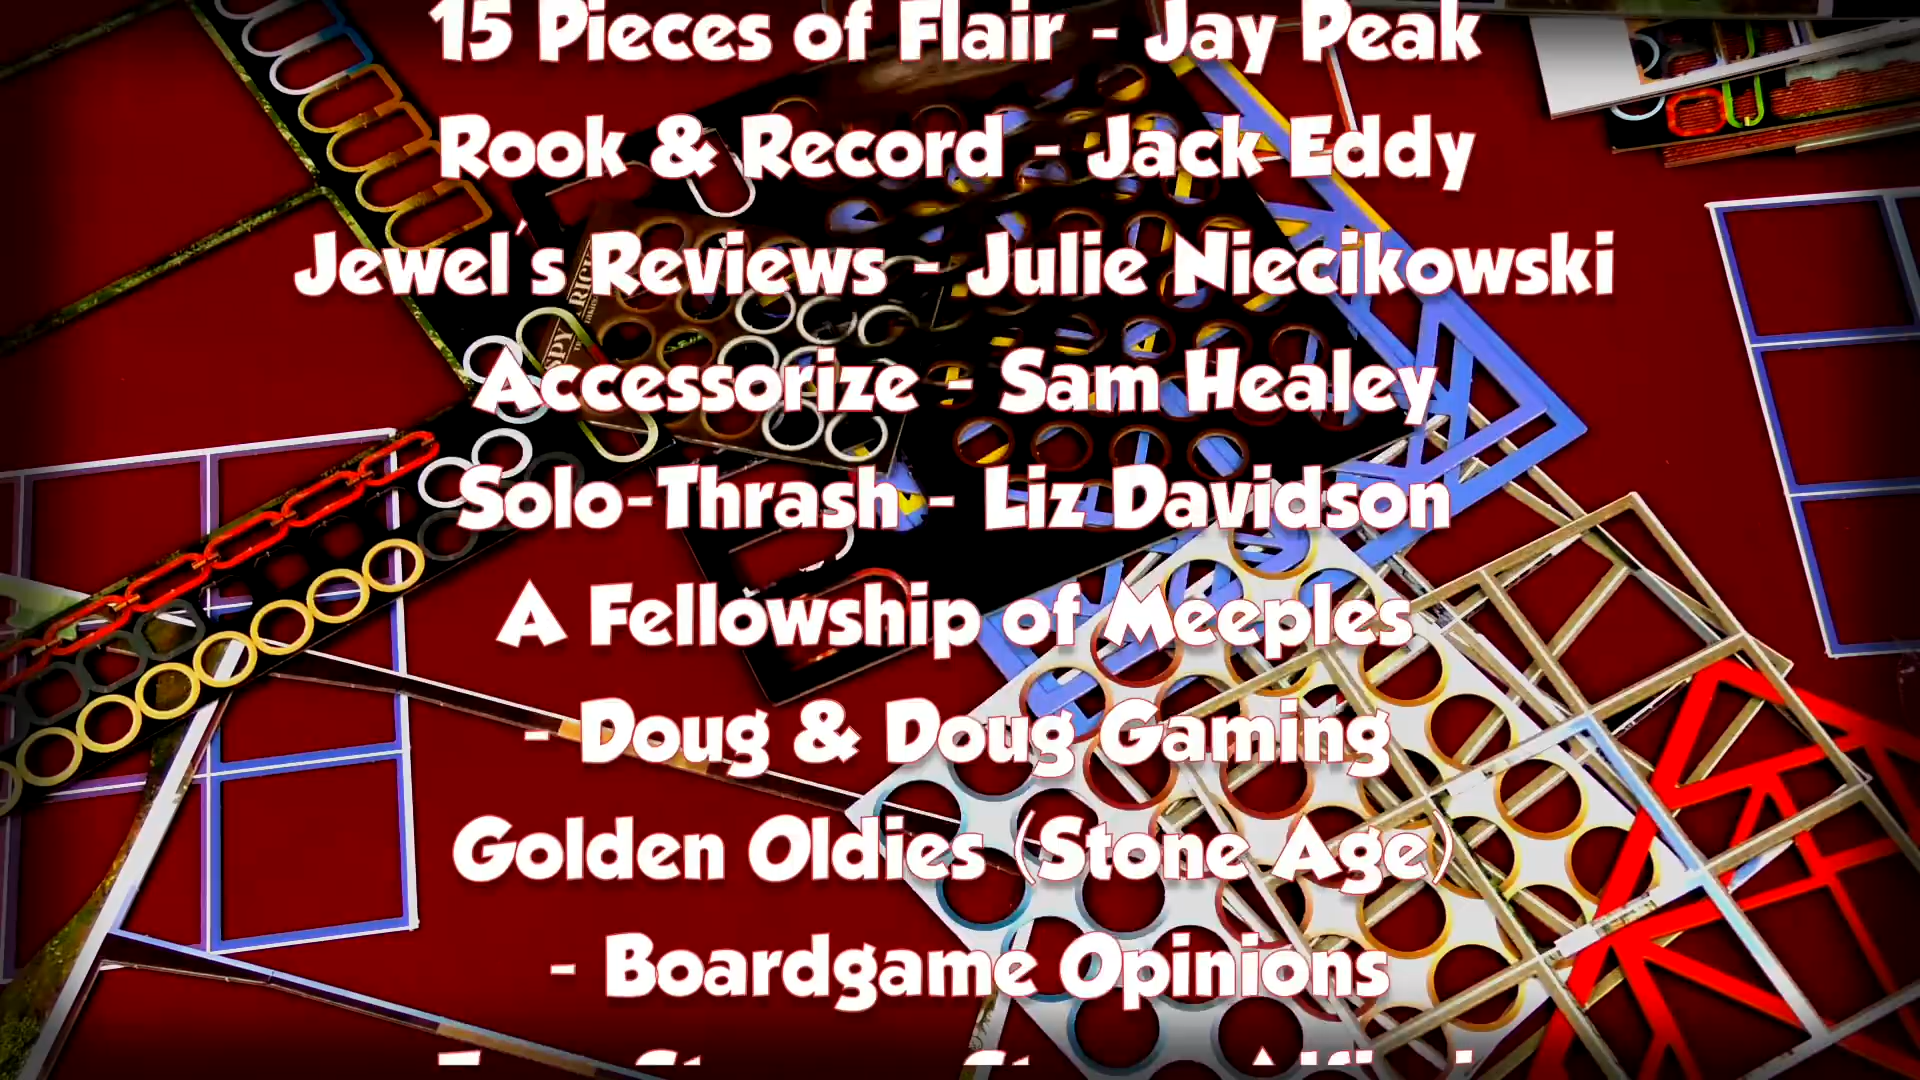 15 Pieces of Flair - Jay Peak
Rook & Record - Jack Eddy
Jewel's Reviews - Julie Niecikowski
Accessorize - Sam Healey
Solo-Thrash - Liz Davidson
A Fellowship of Meeples
- Doug & Doug Gaming
Golden Oldies (Stone Age)
- Boardgame Opinions